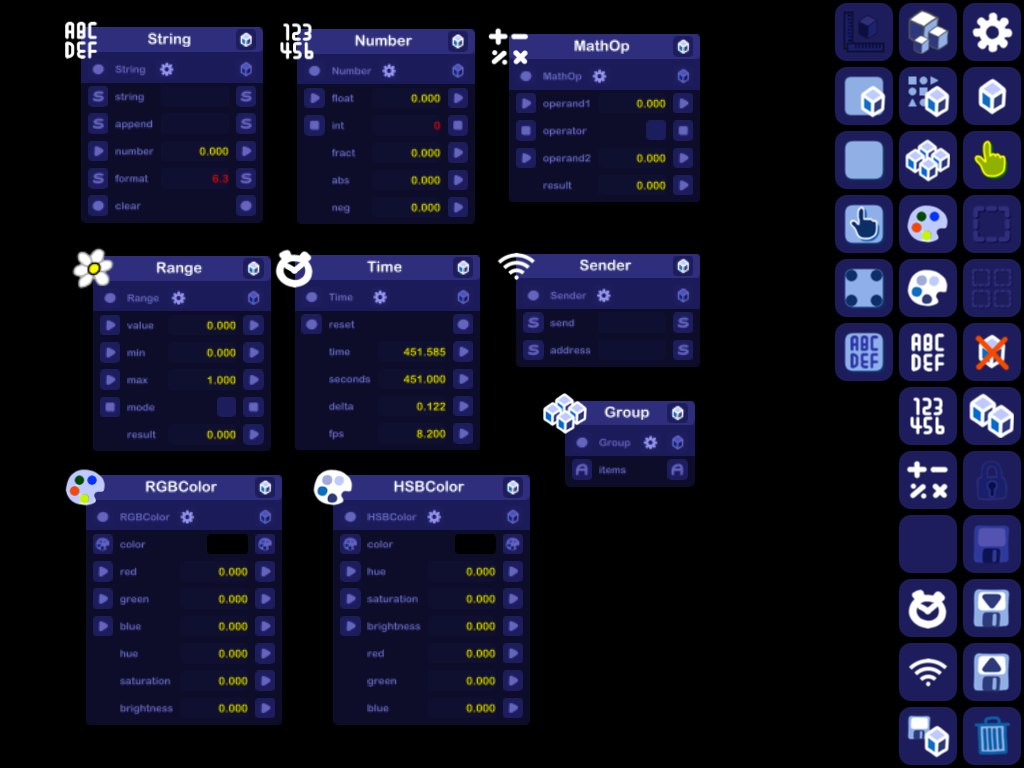 ABC
DEF
String
String
string
append
number 0.000
format 6.3
clear
123
456
Number
Number
float 0.000
int 0
fract 0.000
abs 0.000
neg 0.000
MathOp
MathOp
operand1 0.000
operator
operand2 0.000
result 0.000
Range
Range
value 0.000
min 0.000
max 1.000
mode
result 0.000
Time
Time
reset
time 451.585
seconds 451.000
delta 0.122
fps 8.200
Sender
Sender
send
address
Group
Group
items
RGBColor
RGBColor
color
red 0.000
green 0.000
blue 0.000
hue 0.000
saturation 0.000
brightness 0.000
HSBColor
HSBColor
color
hue 0.000
saturation 0.000
brightness 0.000
red 0.000
green 0.000
blue 0.000
ABC
DEF
ABC
DEF
123
456